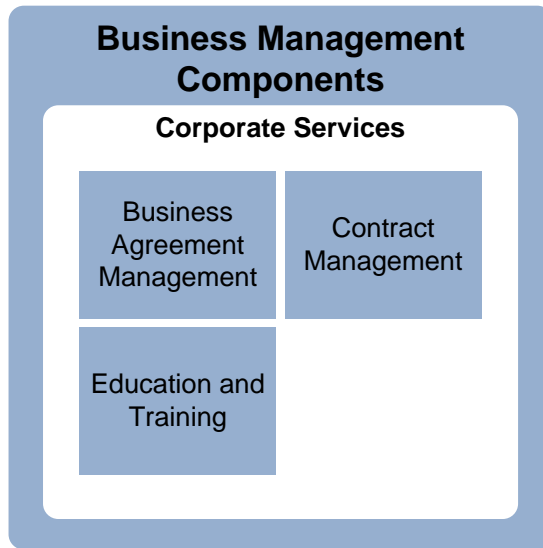 Business Management
Components
Corporate Services
Business
Agreement
Management
Contract
Management
Education and
Training